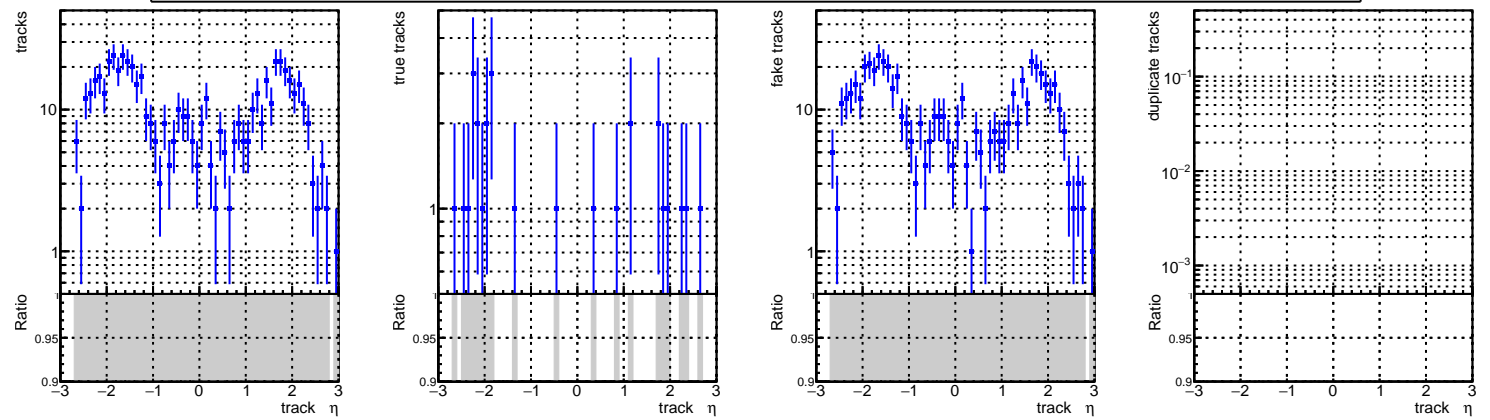 tracks
10
1
Ratio
1
0.95
0.9
−3 −2 −1 0 1 2 3
track η
true tracks
1
Ratio
1
0.95
0.9
−3 −2 −1 0 1 2 3
track η
fake tracks
10
1
Ratio
1
0.95
0.9
−3 −2 −1 0 1 2 3
track η
duplicate tracks
10⁻¹
10⁻²
10⁻³
Ratio
1
0.95
0.9
−3 −2 −1 0 1 2 3
track η